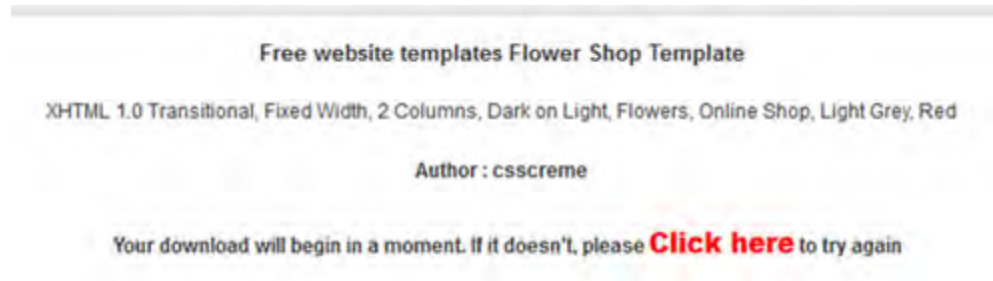 Free website templates Flower Shop Template
XHTML 1.0 Transitional, Fixed Width, 2 Columns, Dark on Light, Flowers, Online Shop, Light Grey, Red
Author : csscreme
Your download will begin in a moment. If it doesn't, please Click here to try again